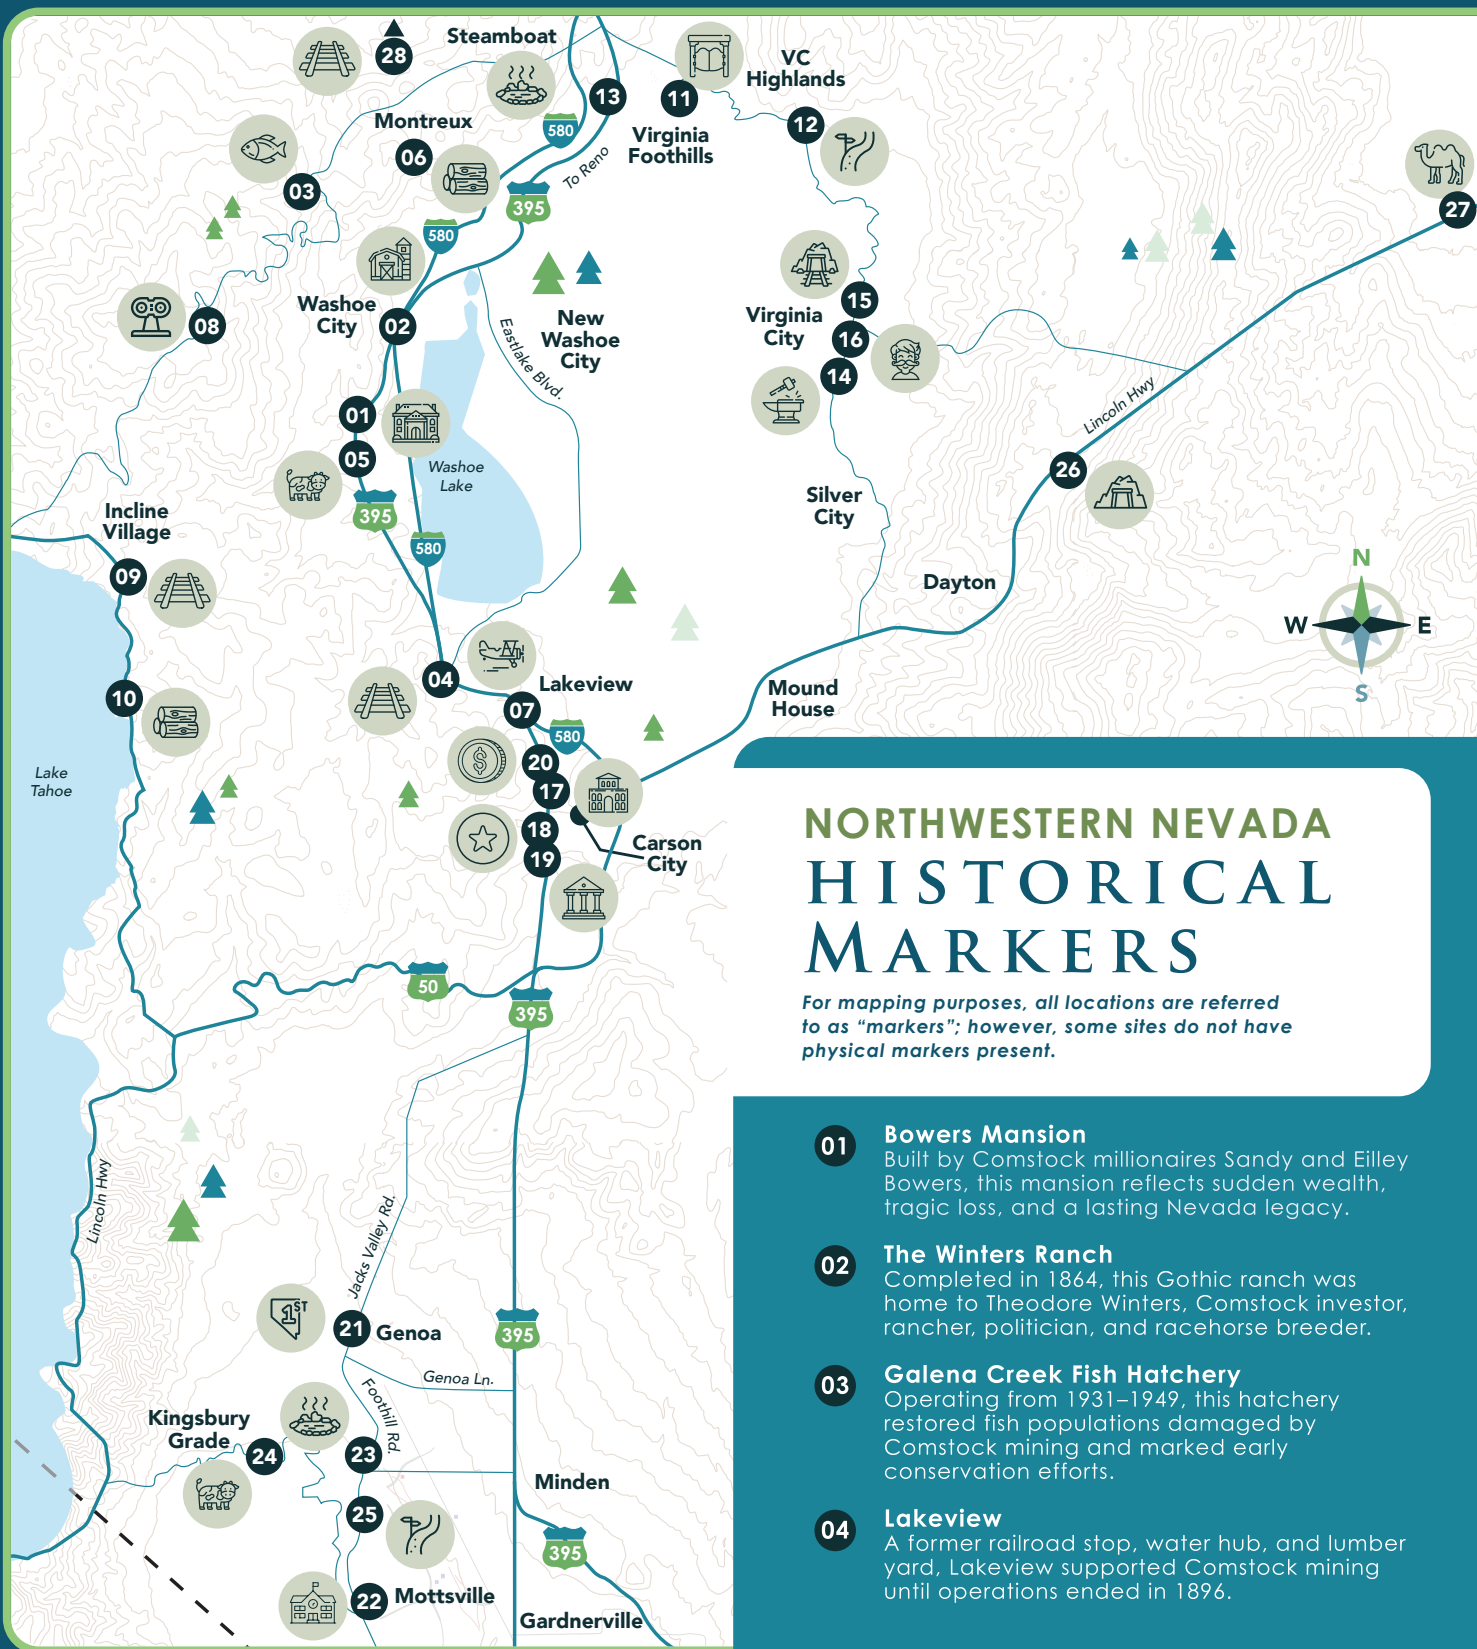 28
Steamboat
VC
Highlands
13
11
12
580
Montreux
06
Virginia
Foothills
To Reno
03
395
27
580
Washoe
City
02
08
New
Washoe
City
Eastlake Blvd.
15
Virginia
City
16
14
01
05
Washoe
Lake
395
580
Lincoln Hwy
26
Silver
City
Incline
Village
09
Dayton
N
W
E
S
10
04
Lakeview
07
580
Mound
House
20
17
18
19
Carson
City
Lake
Tahoe
50
395
Lincoln Hwy
Jacks Valley Rd.
1ST
21
Genoa
395
Genoa Ln.
Foothill Rd.
Kingsbury
Grade
24
23
Minden
25
395
22
Mottsville
Gardnerville
NORTHWESTERN NEVADA
HISTORICAL
MARKERS
For mapping purposes, all locations are referred
to as “markers”; however, some sites do not have
physical markers present.
01
Bowers Mansion
Built by Comstock millionaires Sandy and Eilley
Bowers, this mansion reflects sudden wealth,
tragic loss, and a lasting Nevada legacy.
02
The Winters Ranch
Completed in 1864, this Gothic ranch was
home to Theodore Winters, Comstock investor,
rancher, politician, and racehorse breeder.
03
Galena Creek Fish Hatchery
Operating from 1931–1949, this hatchery
restored fish populations damaged by
Comstock mining and marked early
conservation efforts.
04
Lakeview
A former railroad stop, water hub, and lumber
yard, Lakeview supported Comstock mining
until operations ended in 1896.